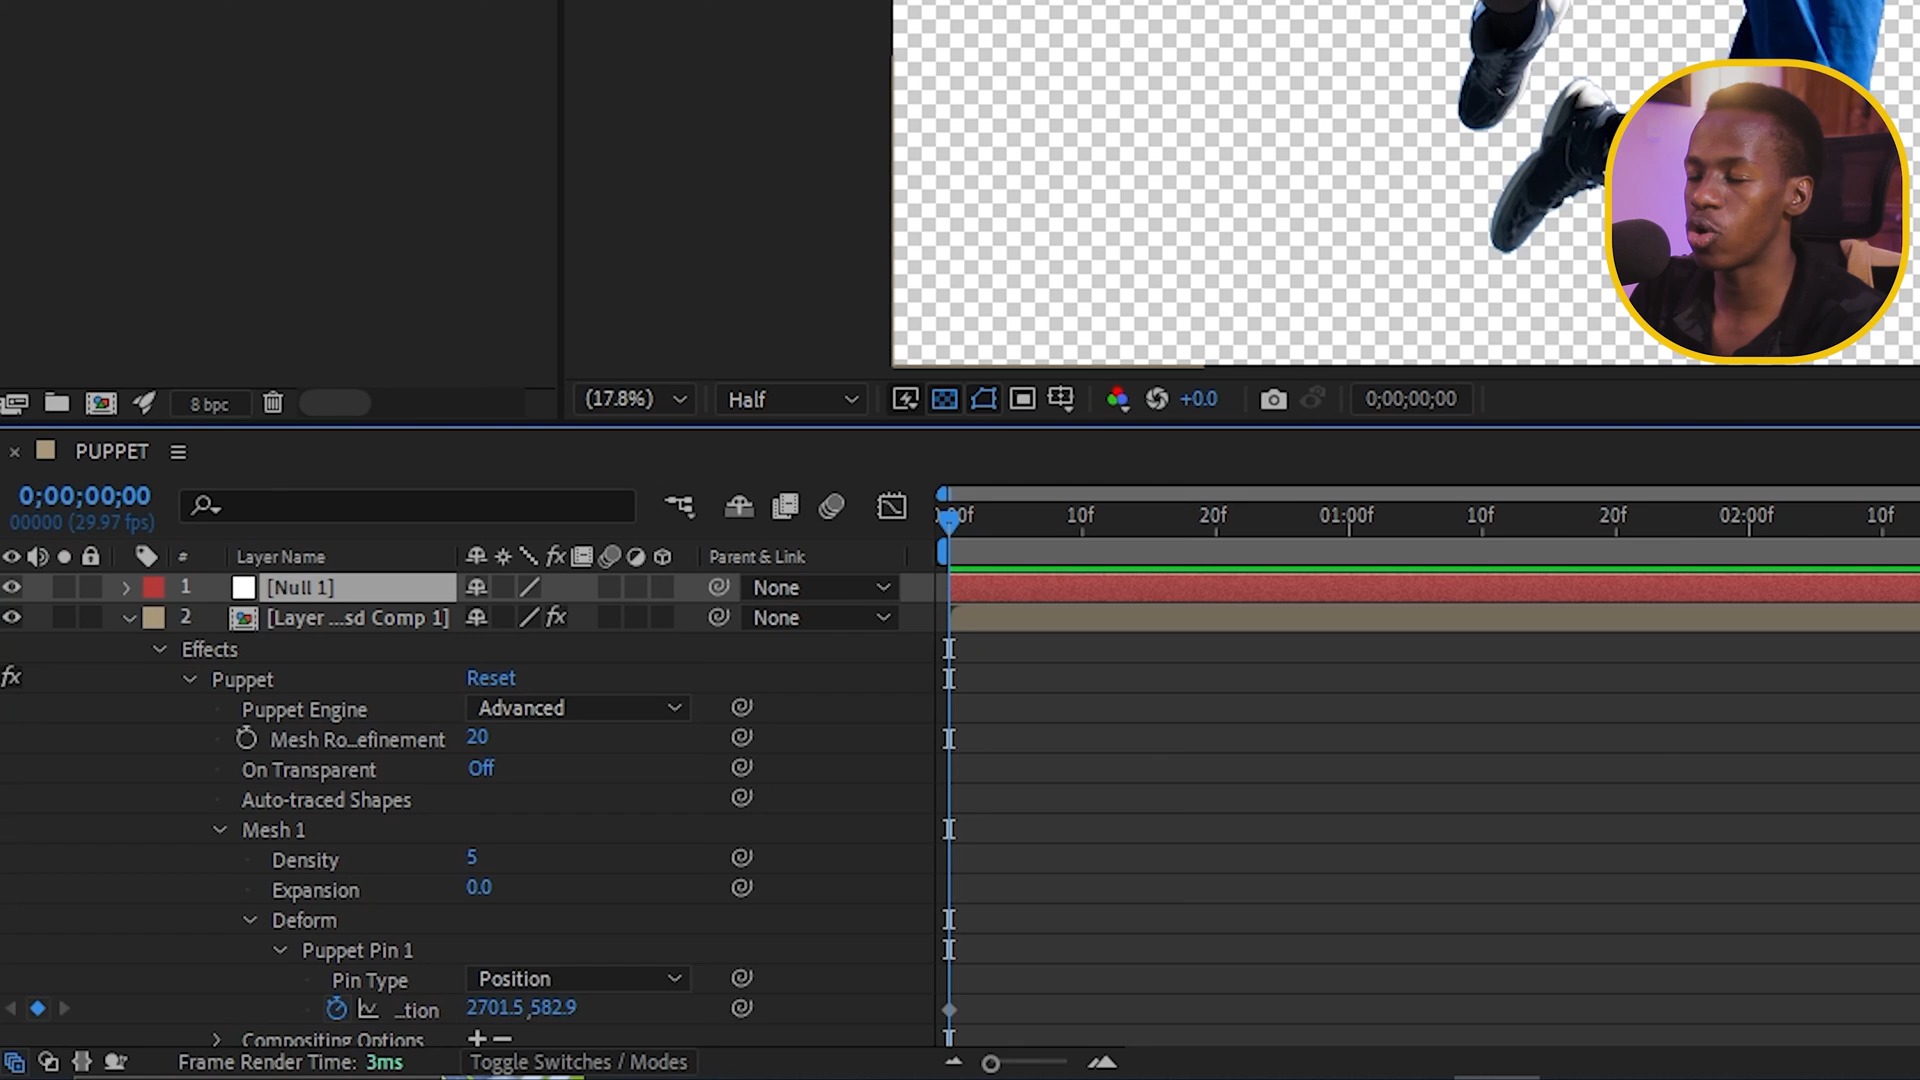 8 bpc
(17.8%) Half +0.0 0;00;00;00
PUPPET
0;00;00;00
00000 (29.97 fps)
:00f 10f 20f 01:00f 10f 20f 02:00f 10f
# Layer Name fx Parent & Link
1 [Null 1] None
2 [Layer ...sd Comp 1] fx None
Effects
fx Puppet Reset
Puppet Engine Advanced
Mesh Ro...efinement 20
On Transparent Off
Auto-traced Shapes
Mesh 1
Density 5
Expansion 0.0
Deform
Puppet Pin 1
Pin Type Position
...tion 2701.5,582.9
Compositing Options + −
Frame Render Time: 3ms Toggle Switches / Modes